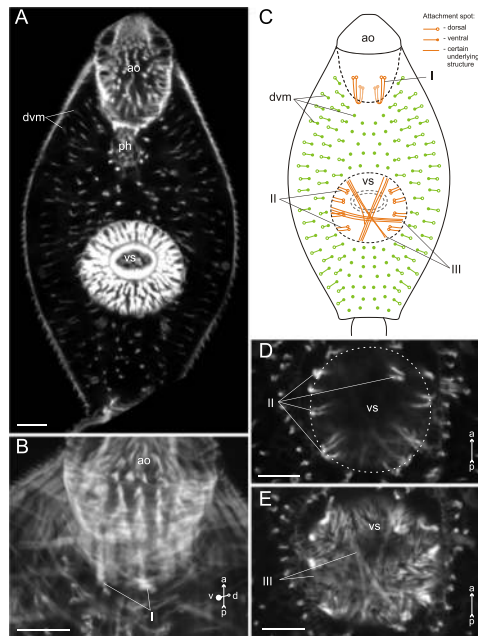 A
ao
dvm
ph
vs
B
ao
I
a
v
d
p
C
Attachment spot:
- dorsal
- ventral
- certain
underlying
structure
ao
I
dvm
vs
II
III
D
II
vs
a
p
E
vs
III
a
p